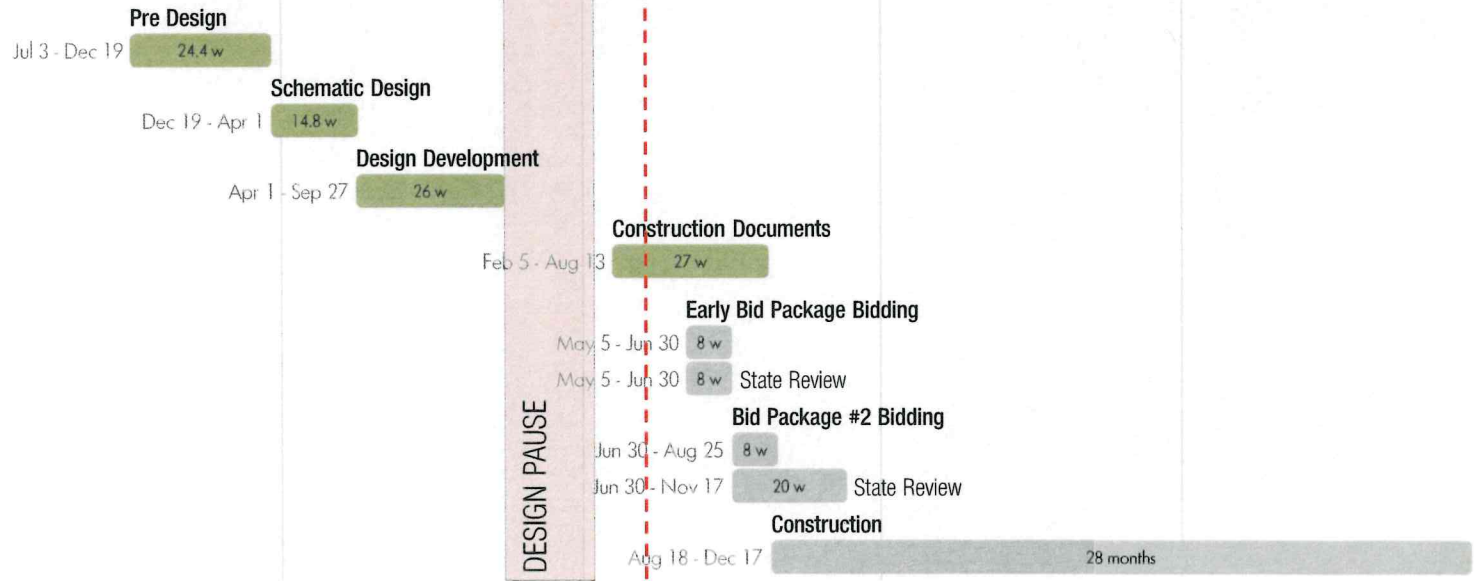 Pre Design
Jul 3 - Dec 19 24.4 w
Schematic Design
Dec 19 - Apr 1 14.8 w
Design Development
Apr 1 - Sep 27 26 w
DESIGN PAUSE
Construction Documents
Feb 5 - Aug 13 27 w
Early Bid Package Bidding
May 5 - Jun 30 8 w
May 5 - Jun 30 8 w State Review
Bid Package #2 Bidding
Jun 30 - Aug 25 8 w
Jun 30 - Nov 17 20 w State Review
Construction
Aug 18 - Dec 17 28 months